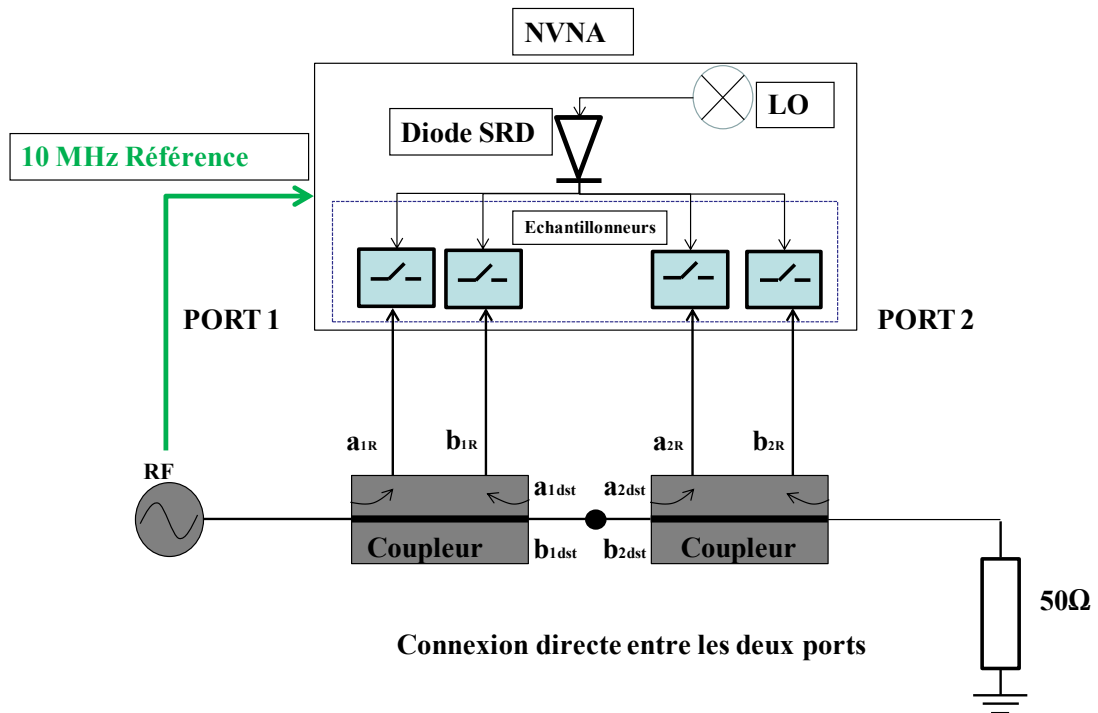 NVNA
LO
Diode SRD
10 MHz Référence
Echantillonneurs
PORT 1
PORT 2
a1R
b1R
a2R
b2R
RF
a1dst
a2dst
Coupleur
b1dst
b2dst
Coupleur
50Ω
Connexion directe entre les deux ports